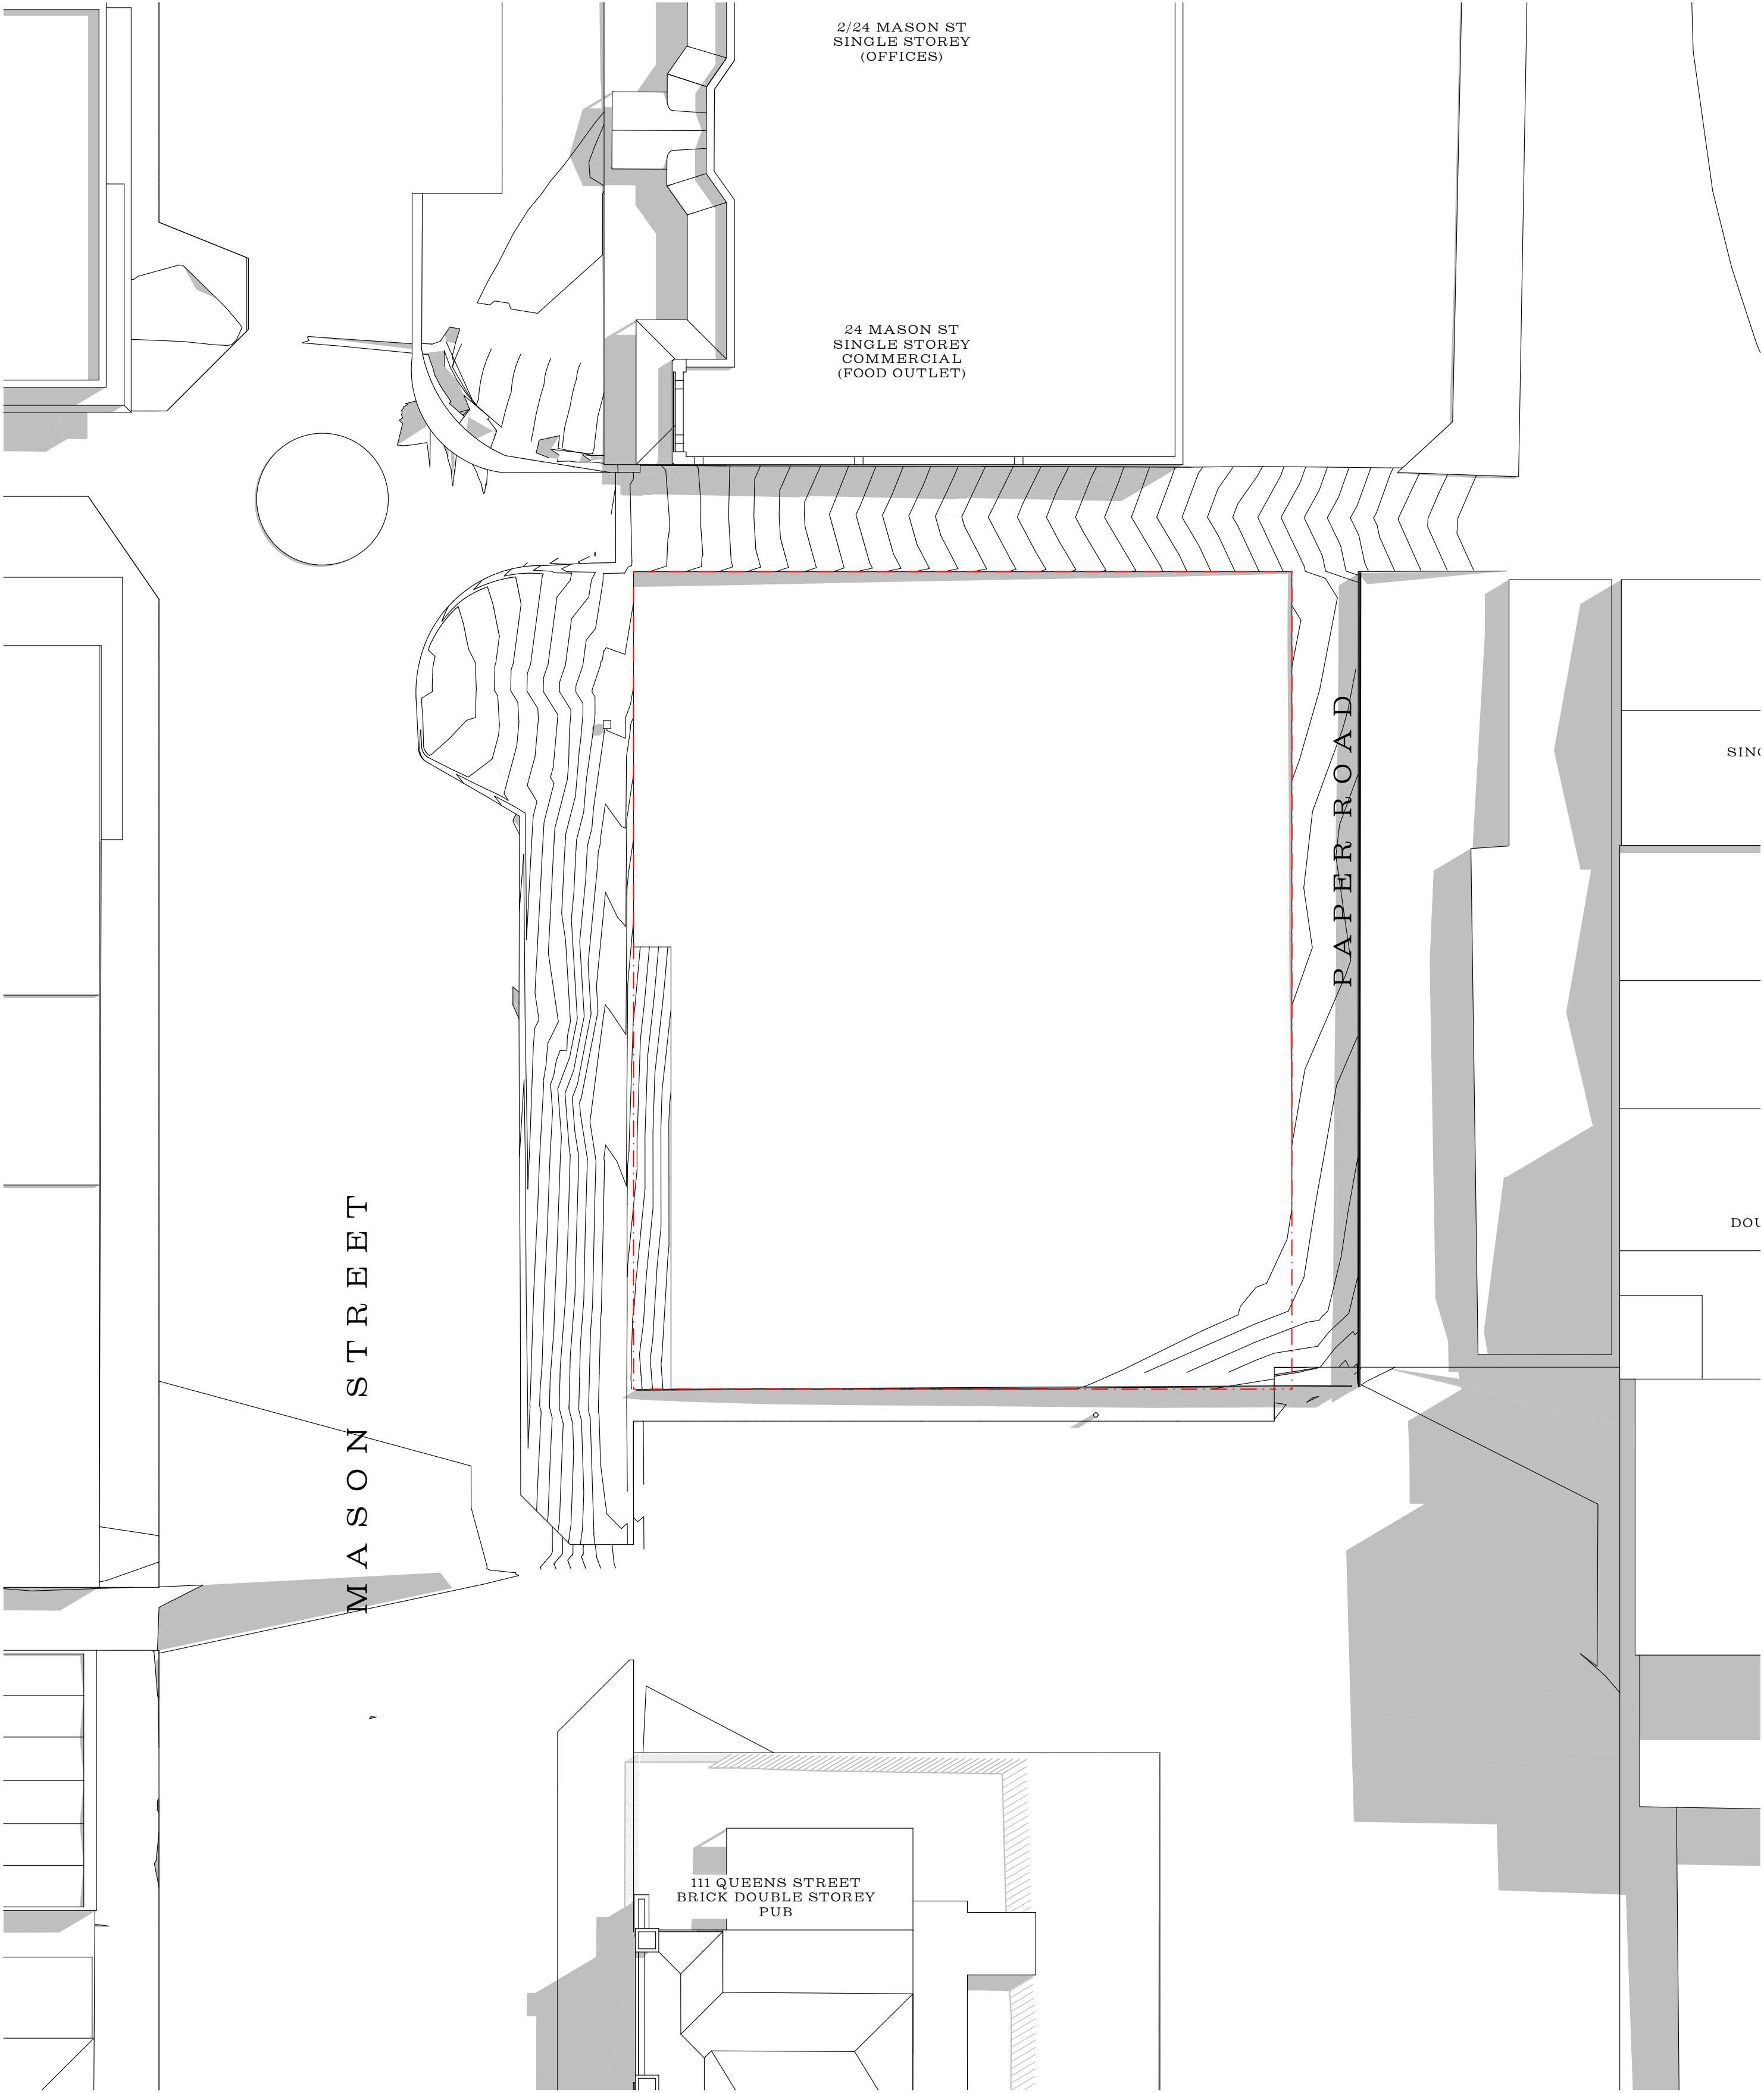 2/24 MASON ST
SINGLE STOREY
(OFFICES)
24 MASON ST
SINGLE STOREY
COMMERCIAL
(FOOD OUTLET)
PAPER ROAD
MASON STREET
111 QUEENS STREET
BRICK DOUBLE STOREY
PUB